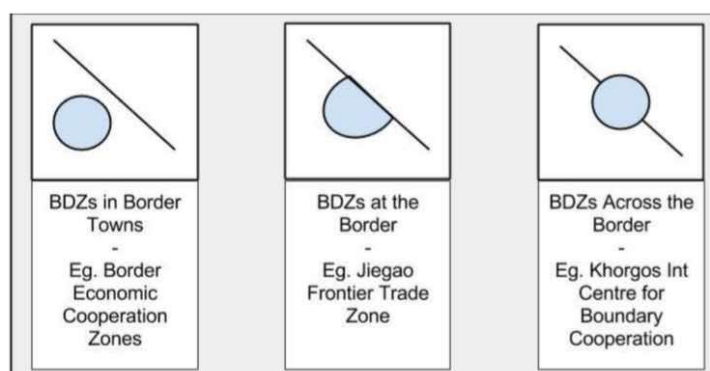 BDZs in Border
Towns
-
Eg. Border
Economic
Cooperation
Zones
BDZs at the
Border
-
Eg. Jiegao
Frontier Trade
Zone
BDZs Across the
Border
-
Eg. Khorgos Int
Centre for
Boundary
Cooperation